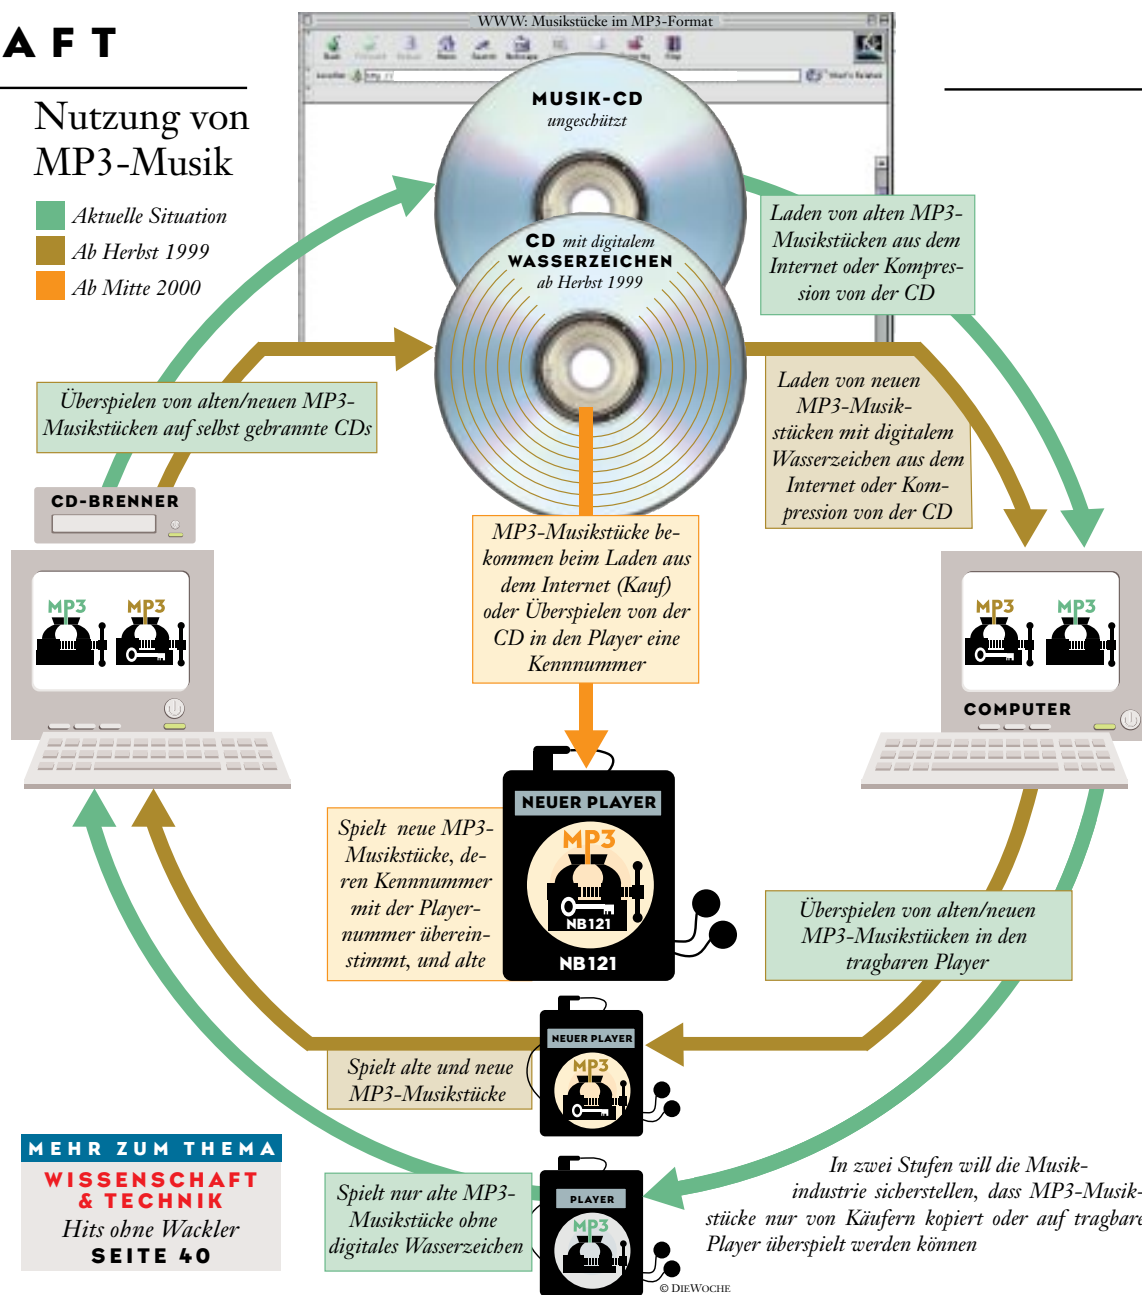 AFT
WWW: Musikstücke im MP3-Format
Nutzung von
MP3-Musik
Aktuelle Situation
Ab Herbst 1999
Ab Mitte 2000
http://
What's Related
MUSIK-CD
ungeschützt
CD mit digitalem
WASSERZEICHEN
ab Herbst 1999
Laden von alten MP3-
Musikstücken aus dem
Internet oder Kompres-
sion von der CD
Laden von neuen
MP3-Musik-
stücken mit digitalem
Wasserzeichen aus dem
Internet oder Kom-
pression von der CD
Überspielen von alten/neuen MP3-
Musikstücken auf selbst gebrannte CDs
CD-BRENNER
MP3 MP3
MP3-Musikstücke be-
kommen beim Laden aus
dem Internet (Kauf)
oder Überspielen von der
CD in den Player eine
Kennnummer
MP3 MP3
COMPUTER
NEUER PLAYER
MP3
NB121
NB121
Spielt neue MP3-
Musikstücke, de-
ren Kennnummer
mit der Player-
nummer überein-
stimmt, und alte
Überspielen von alten/neuen
MP3-Musikstücken in den
tragbaren Player
NEUER PLAYER
MP3
Spielt alte und neue
MP3-Musikstücke
PLAYER
MP3
Spielt nur alte MP3-
Musikstücke ohne
digitales Wasserzeichen
MEHR ZUM THEMA
WISSENSCHAFT
& TECHNIK
Hits ohne Wackler
SEITE 40
In zwei Stufen will die Musik-
industrie sicherstellen, dass MP3-Musik-
stücke nur von Käufern kopiert oder auf tragbare
Player überspielt werden können
© DIEWOCHE